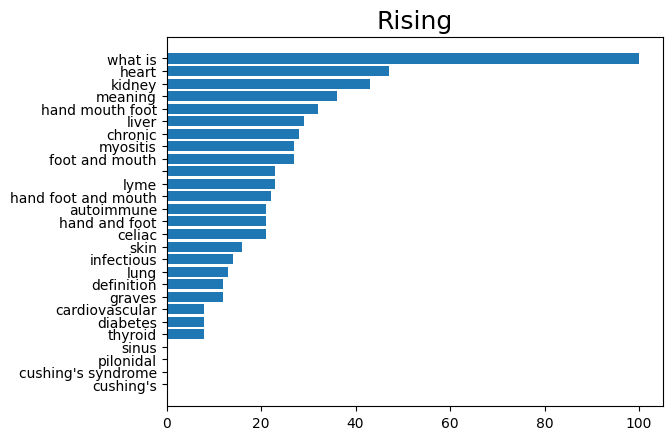 Rising
what is
heart
kidney
meaning
hand mouth foot
liver
chronic
myositis
foot and mouth
lyme
hand foot and mouth
autoimmune
hand and foot
celiac
skin
infectious
lung
definition
graves
cardiovascular
diabetes
thyroid
sinus
pilonidal
cushing's syndrome
cushing's
0 20 40 60 80 100